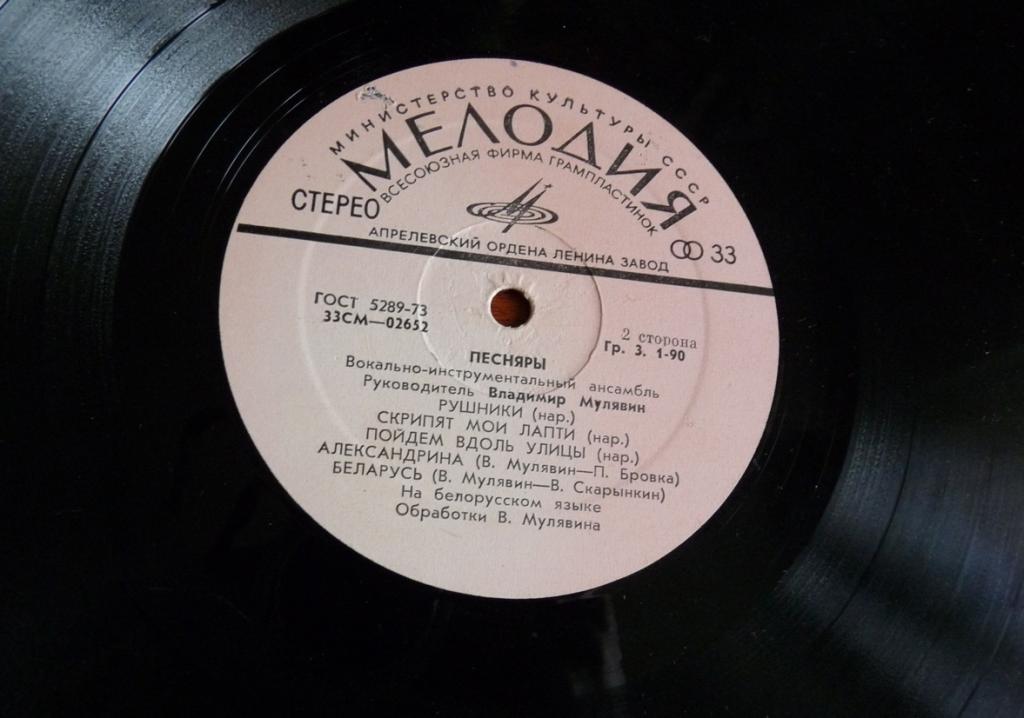 МИНИСТЕРСТВО КУЛЬТУРЫ СССР
МЕЛОДИЯ
ВСЕСОЮЗНАЯ ФИРМА ГРАМПЛАСТИНОК
СТЕРЕО
АПРЕЛЕВСКИЙ ОРДЕНА ЛЕНИНА ЗАВОД
33
ГОСТ 5289-73
33СМ—02652
2 сторона
Гр. 3. 1-90
ПЕСНЯРЫ
Вокально-инструментальный ансамбль
Руководитель Владимир Мулявин
РУШНИКИ (нар.)
СКРИПЯТ МОИ ЛАПТИ (нар.)
ПОЙДЕМ ВДОЛЬ УЛИЦЫ (нар.)
АЛЕКСАНДРИНА (В. Мулявин—П. Бровка)
БЕЛАРУСЬ (В. Мулявин—В. Скарынкин)
На белорусском языке
Обработки В. Мулявина